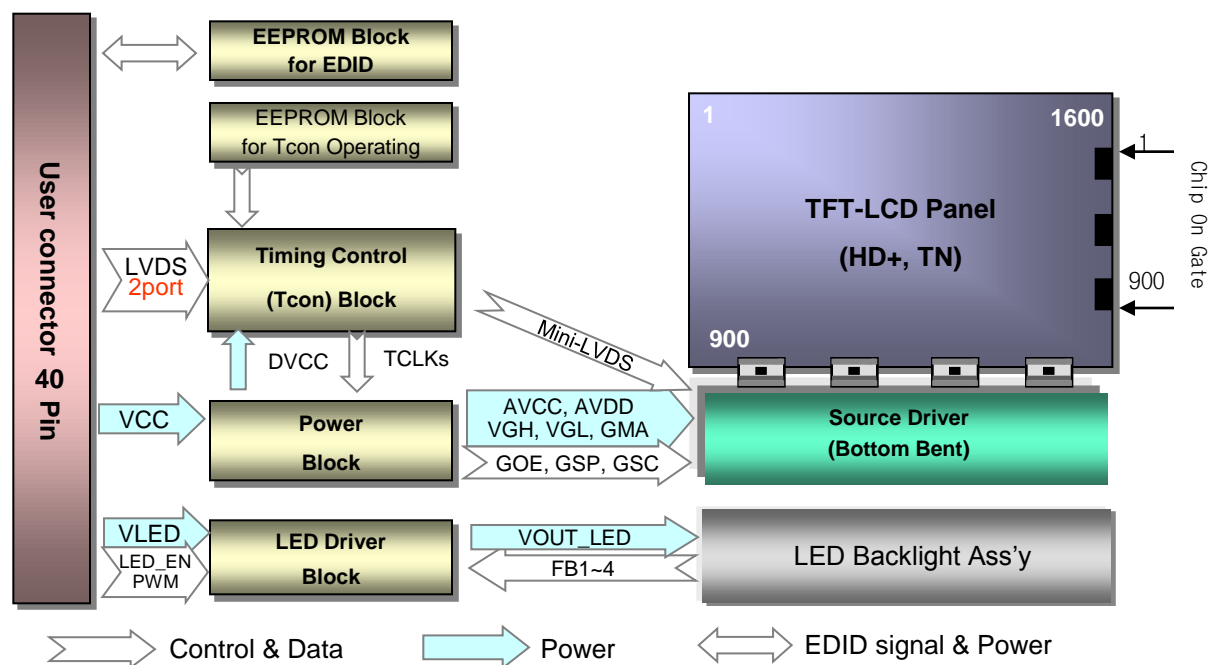 User connector 40 Pin
EEPROM Block
for EDID
EEPROM Block
for Tcon Operating
LVDS
2port
Timing Control
(Tcon) Block
DVCC
TCLKs
Mini-LVDS
VCC
Power
Block
AVCC, AVDD
VGH, VGL, GMA
GOE, GSP, GSC
VLED
LED_EN
PWM
LED Driver
Block
VOUT_LED
FB1~4
1
1600
TFT-LCD Panel
(HD+, TN)
900
1
900
Chip On Gate
Source Driver
(Bottom Bent)
LED Backlight Ass'y
Control & Data
Power
EDID signal & Power